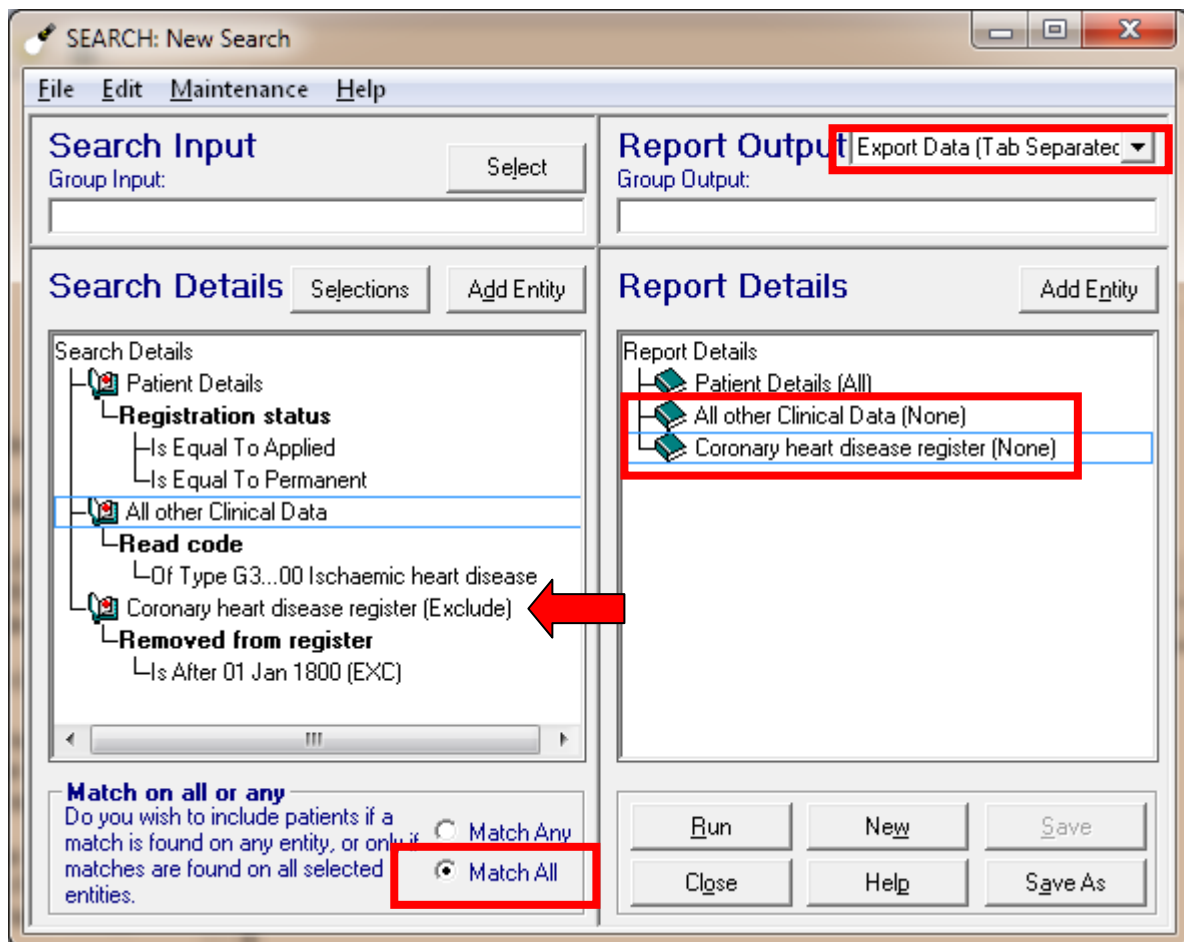 SEARCH: New Search
File Edit Maintenance Help
Search Input
Select
Group Input:
Report Output
Export Data (Tab Separated
Group Output:
Search Details
Selections
Add Entity
Report Details
Add Entity
Search Details
Patient Details
Registration status
Is Equal To Applied
Is Equal To Permanent
All other Clinical Data
Read code
Of Type G3...00 Ischaemic heart disease
Coronary heart disease register (Exclude)
Removed from register
Is After 01 Jan 1800 (EXC)
Report Details
Patient Details (All)
All other Clinical Data (None)
Coronary heart disease register (None)
Match on all or any
Do you wish to include patients if a
match is found on any entity, or only if
matches are found on all selected
entities.
Match Any
Match All
Run
New
Save
Close
Help
Save As